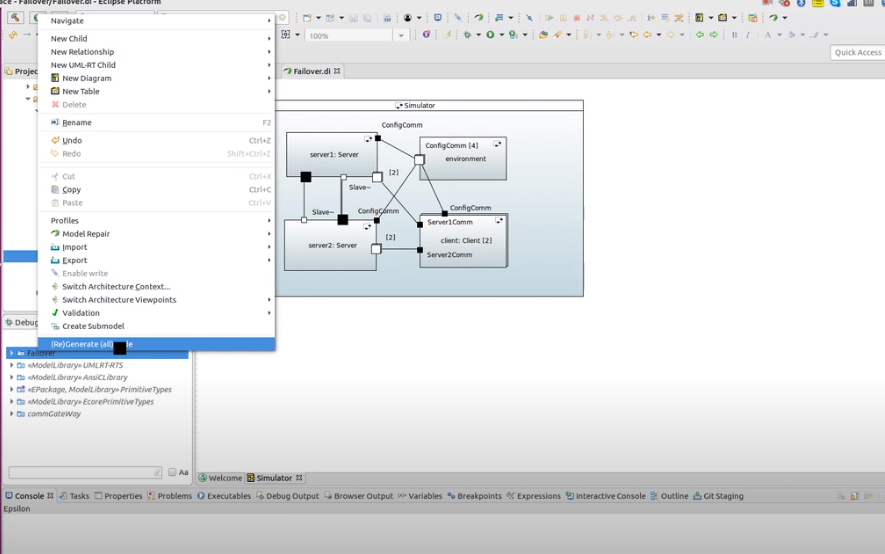 ace - Failover/Failover.di - Eclipse Platform
100%
Quick Access
Projec
Failover.di
Navigate
New Child
New Relationship
New UML-RT Child
New Diagram
New Table
Delete
Rename F2
Undo Ctrl+Z
Redo Shift+Ctrl+Z
Cut Ctrl+X
Copy Ctrl+C
Paste Ctrl+V
Profiles
Model Repair
Import
Export
Enable write
Switch Architecture Context...
Switch Architecture Viewpoints
Validation
Create Submodel
(Re)Generate (all)
Simulator
ConfigComm
server1: Server
[2]
Slave~
ConfigComm [4]
environment
Slave~
ConfigComm
ConfigComm
server2: Server
[2]
Server1Comm
client: Client [2]
Server2Comm
Debug
Failover
«ModelLibrary» UMLRT-RTS
«ModelLibrary» AnsiCLibrary
«EPackage, ModelLibrary» PrimitiveTypes
«ModelLibrary» EcorePrimitiveTypes
commGateWay
Aa
Welcome Simulator
Console Tasks Properties Problems Executables Debug Output Browser Output Variables Breakpoints Expressions Interactive Console Outline Git Staging
Epsilon